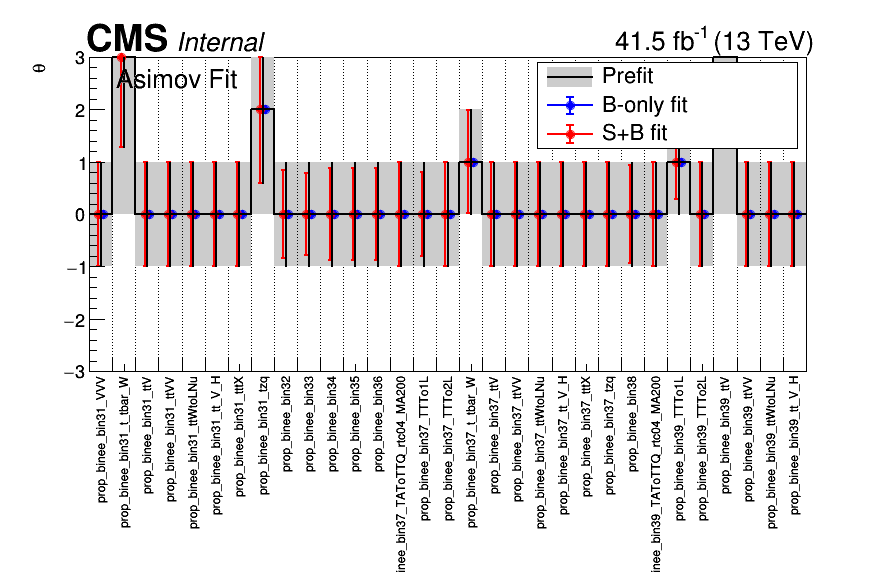 CMS Internal
41.5 fb-1 (13 TeV)
θ
Asimov Fit
Prefit
B-only fit
S+B fit
3
2
1
0
−1
−2
−3
prop_binee_bin31_VVV
prop_binee_bin31_t_tbar_W
prop_binee_bin31_ttV
prop_binee_bin31_ttVV
prop_binee_bin31_ttWtoLNu
prop_binee_bin31_tt_V_H
prop_binee_bin31_tttX
prop_binee_bin31_tzq
prop_binee_bin32
prop_binee_bin33
prop_binee_bin34
prop_binee_bin35
prop_binee_bin36
inee_bin37_TAToTTQ_rtc04_MA200
prop_binee_bin37_TTTo1L
prop_binee_bin37_TTTo2L
prop_binee_bin37_t_tbar_W
prop_binee_bin37_ttV
prop_binee_bin37_ttVV
prop_binee_bin37_ttWtoLNu
prop_binee_bin37_tt_V_H
prop_binee_bin37_tttX
prop_binee_bin37_tzq
prop_binee_bin38
inee_bin39_TAToTTQ_rtc04_MA200
prop_binee_bin39_TTTo1L
prop_binee_bin39_TTTo2L
prop_binee_bin39_ttV
prop_binee_bin39_ttVV
prop_binee_bin39_ttWtoLNu
prop_binee_bin39_tt_V_H